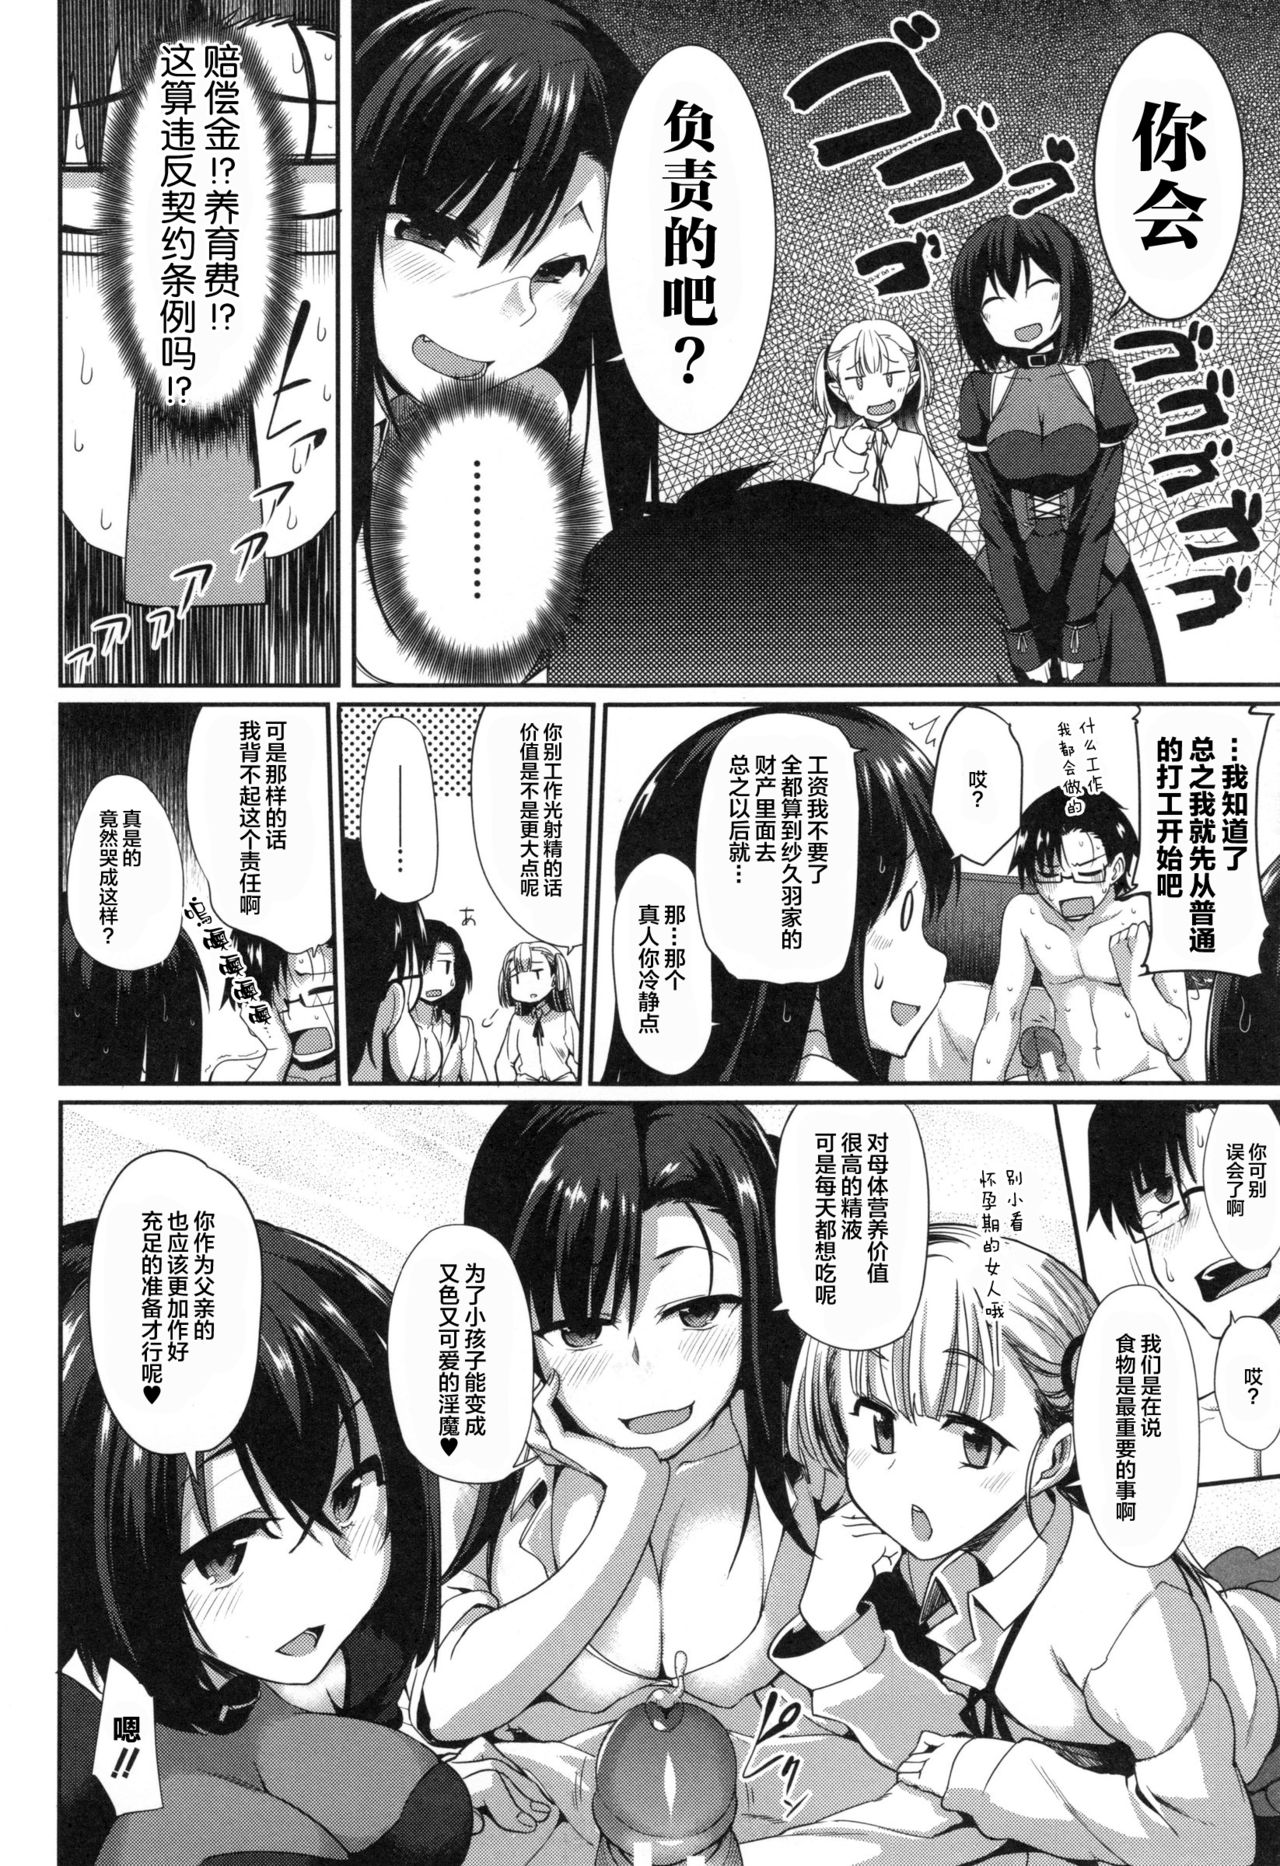 你会
ゴゴゴゴ
ゴゴゴゴゴ
负责的吧？
…………
赔偿金!?养育费!?
这算违反契约条例吗!?
…我知道了
总之我就先从普通
的打工开始吧
什么工作
我都会做的
哎？
工资我不要了
全都算到纱久羽家的
财产里面去
总之以后就…
那…那个
真人你冷静点
你别工作光射精的话
价值是不是更大点呢
………
あ
可是那样的话
我背不起这个责任啊
真是的
竟然哭成这样？
你可别
误会了啊
哎？
我们是在说
食物是最重要的事啊
别小看
怀孕期的女人哦
对母体营养价值
很高的精液
可是每天都想吃呢
为了小孩子能变成
又色又可爱的淫魔♥
你作为父亲的
也应该更加作好
充足的准备才行呢♥
嗯!!